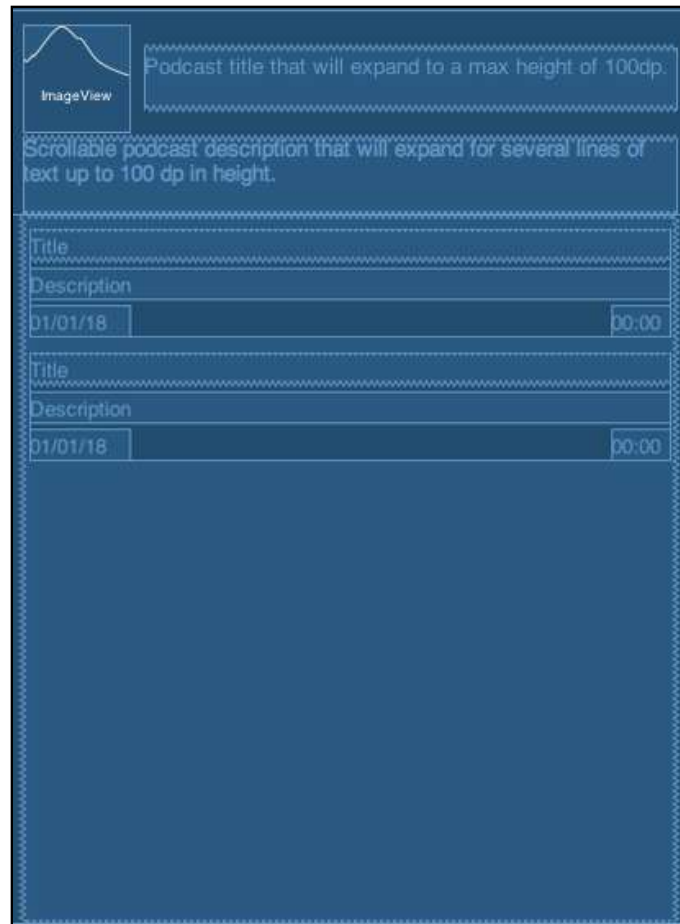 ImageView
Podcast title that will expand to a max height of 100dp.
Scrollable podcast description that will expand for several lines of
text up to 100 dp in height.
Title
Description
01/01/18 00:00
Title
Description
01/01/18 00:00